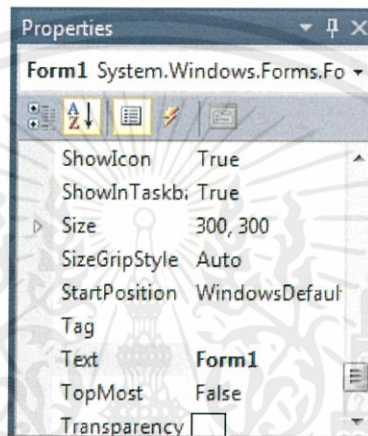 Properties
Form1 System.Windows.Forms.Fo
A
Z
ShowIcon True
ShowInTaskba True
Size 300, 300
SizeGripStyle Auto
StartPosition WindowsDefaul
Tag
Text Form1
TopMost False
Transparency